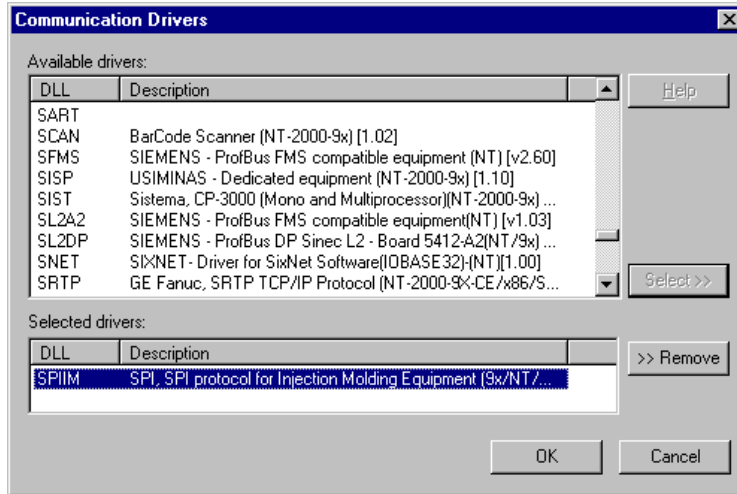 Communication Drivers
Available drivers:
DLL Description
Help
SART
SCAN BarCode Scanner (NT-2000-9x) [1.02]
SFMS SIEMENS - ProfBus FMS compatible equipment (NT) [v2.60]
SISP USIMINAS - Dedicated equipment (NT-2000-9x) [1.10]
SIST Sistema, CP-3000 (Mono and Multiprocessor)(NT-2000-9x) ...
SL2A2 SIEMENS - ProfBus FMS compatible equipment(NT) [v1.03]
SL2DP SIEMENS - ProfBus DP Sinec L2 - Board 5412-A2(NT/9x) ...
SNET SIXNET- Driver for SixNet Software(IOBASE32)-(NT)[1.00]
SRTP GE Fanuc, SRTP TCP/IP Protocol (NT-2000-9X-CE/x86/S...
Select >>
Selected drivers:
DLL Description
>> Remove
SPIIM SPI, SPI protocol for Injection Molding Equipment (9x/NT/...
OK Cancel